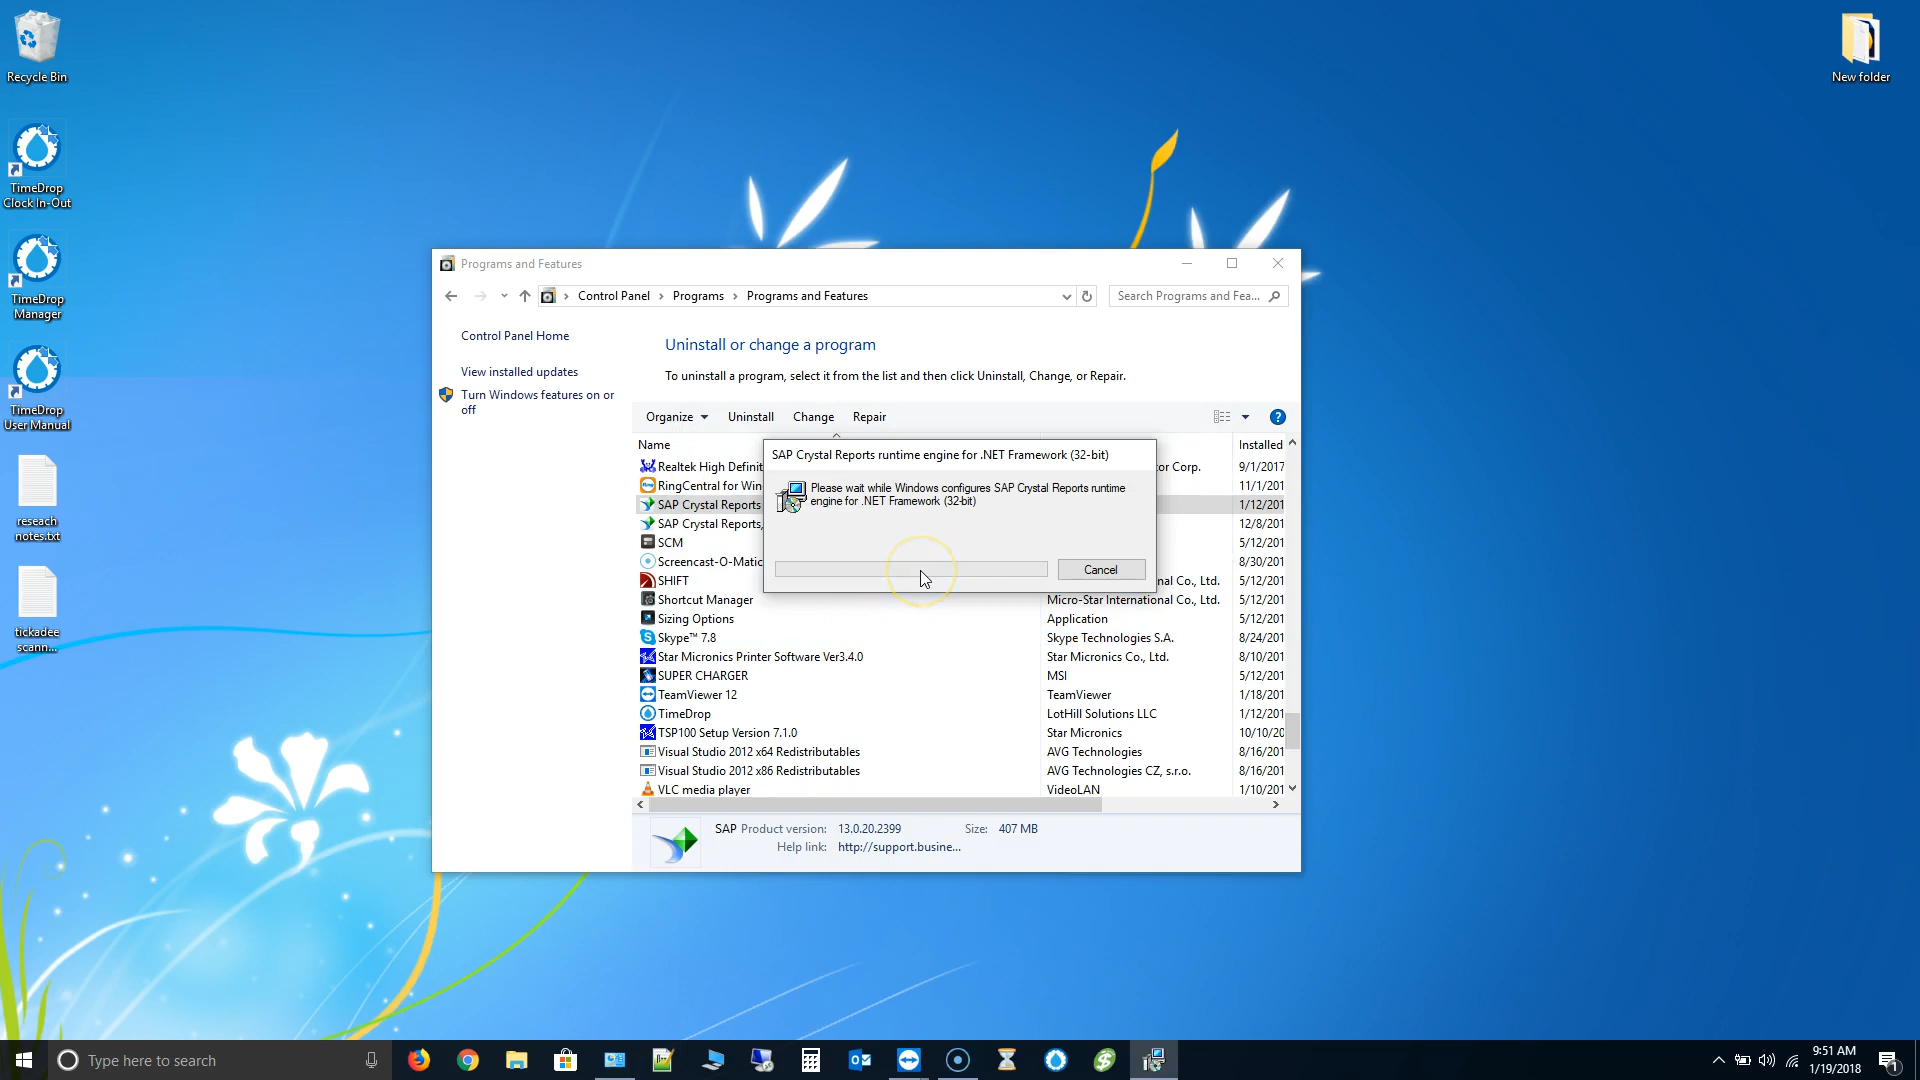 Recycle Bin
TimeDrop
Clock In-Out
TimeDrop
Manager
TimeDrop
User Manual
reseach
notes.txt
tickadee
scann...
New folder
Programs and Features
Control Panel > Programs > Programs and Features
Search Programs and Fea...
Control Panel Home
View installed updates
Turn Windows features on or
off
Uninstall or change a program
To uninstall a program, select it from the list and then click Uninstall, Change, or Repair.
Organize Uninstall Change Repair
Name Installed
Realtek High Definit or Corp. 9/1/2017
RingCentral for Win 11/1/201
SAP Crystal Reports 1/12/201
SAP Crystal Reports, 12/8/201
SCM 5/12/201
Screencast-O-Matic 8/30/201
SHIFT nal Co., Ltd. 5/12/201
Shortcut Manager Micro-Star International Co., Ltd. 5/12/201
Sizing Options Application 5/12/201
Skype™ 7.8 Skype Technologies S.A. 8/24/201
Star Micronics Printer Software Ver3.4.0 Star Micronics Co., Ltd. 8/10/201
SUPER CHARGER MSI 5/12/201
TeamViewer 12 TeamViewer 1/18/201
TimeDrop LotHill Solutions LLC 1/12/201
TSP100 Setup Version 7.1.0 Star Micronics 10/10/20
Visual Studio 2012 x64 Redistributables AVG Technologies 8/16/201
Visual Studio 2012 x86 Redistributables AVG Technologies CZ, s.r.o. 8/16/201
VLC media player VideoLAN 1/10/201
SAP Crystal Reports runtime engine for .NET Framework (32-bit)
Please wait while Windows configures SAP Crystal Reports runtime
engine for .NET Framework (32-bit)
Cancel
SAP Product version: 13.0.20.2399 Size: 407 MB
Help link: http://support.busine...
Type here to search
9:51 AM
1/19/2018
1